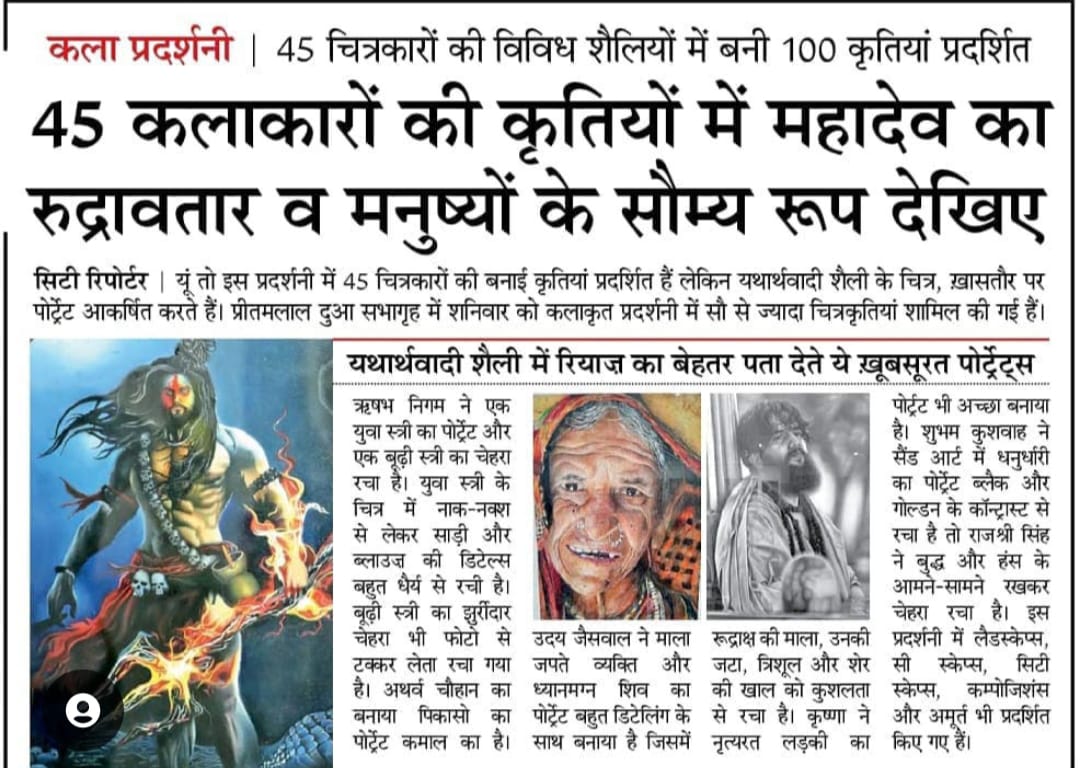 कला प्रदर्शनी | 45 चित्रकारों की विविध शैलियों में बनी 100 कृतियां प्रदर्शित
45 कलाकारों की कृतियों में महादेव का
रुद्रावतार व मनुष्यों के सौम्य रूप देखिए
सिटी रिपोर्टर | यूं तो इस प्रदर्शनी में 45 चित्रकारों की बनाई कृतियां प्रदर्शित हैं लेकिन यथार्थवादी शैली के चित्र, ख़ासतौर पर
पोर्ट्रेट आकर्षित करते हैं। प्रीतमलाल दुआ सभागृह में शनिवार को कलाकृत प्रदर्शनी में सौ से ज्यादा चित्रकृतियां शामिल की गई हैं।
यथार्थवादी शैली में रियाज़ का बेहतर पता देते ये ख़ूबसूरत पोर्ट्रेट्स
ऋषभ निगम ने एक
युवा स्त्री का पोर्ट्रेट और
एक बूढ़ी स्त्री का चेहरा
रचा है। युवा स्त्री के
चित्र में नाक-नक्श
से लेकर साड़ी और
ब्लाउज़ की डिटेल्स
बहुत धैर्य से रची है।
बूढ़ी स्त्री का झुर्रीदार
चेहरा भी फोटो से
टक्कर लेता रचा गया
है। अथर्व चौहान का
बनाया पिकासो का
पोर्ट्रेट कमाल का है।
उदय जैसवाल ने माला
जपते व्यक्ति और
ध्यानमग्न शिव का
पोर्ट्रेट बहुत डिटेलिंग के
साथ बनाया है जिसमें
रूद्राक्ष की माला, उनकी
जटा, त्रिशूल और शेर
की खाल को कुशलता
से रचा है। कृष्णा ने
नृत्यरत लड़की का
पोर्ट्रट भी अच्छा बनाया
है। शुभम कुशवाह ने
सैंड आर्ट में धनुर्धारी
का पोर्ट्रेट ब्लैक और
गोल्डन के कॉन्ट्रास्ट से
रचा है तो राजश्री सिंह
ने बुद्ध और हंस के
आमने-सामने रखकर
चेहरा रचा है। इस
प्रदर्शनी में लैडस्केप्स,
सी स्केप्स, सिटी
स्केप्स, कम्पोजिशंस
और अमूर्त भी प्रदर्शित
किए गए हैं।